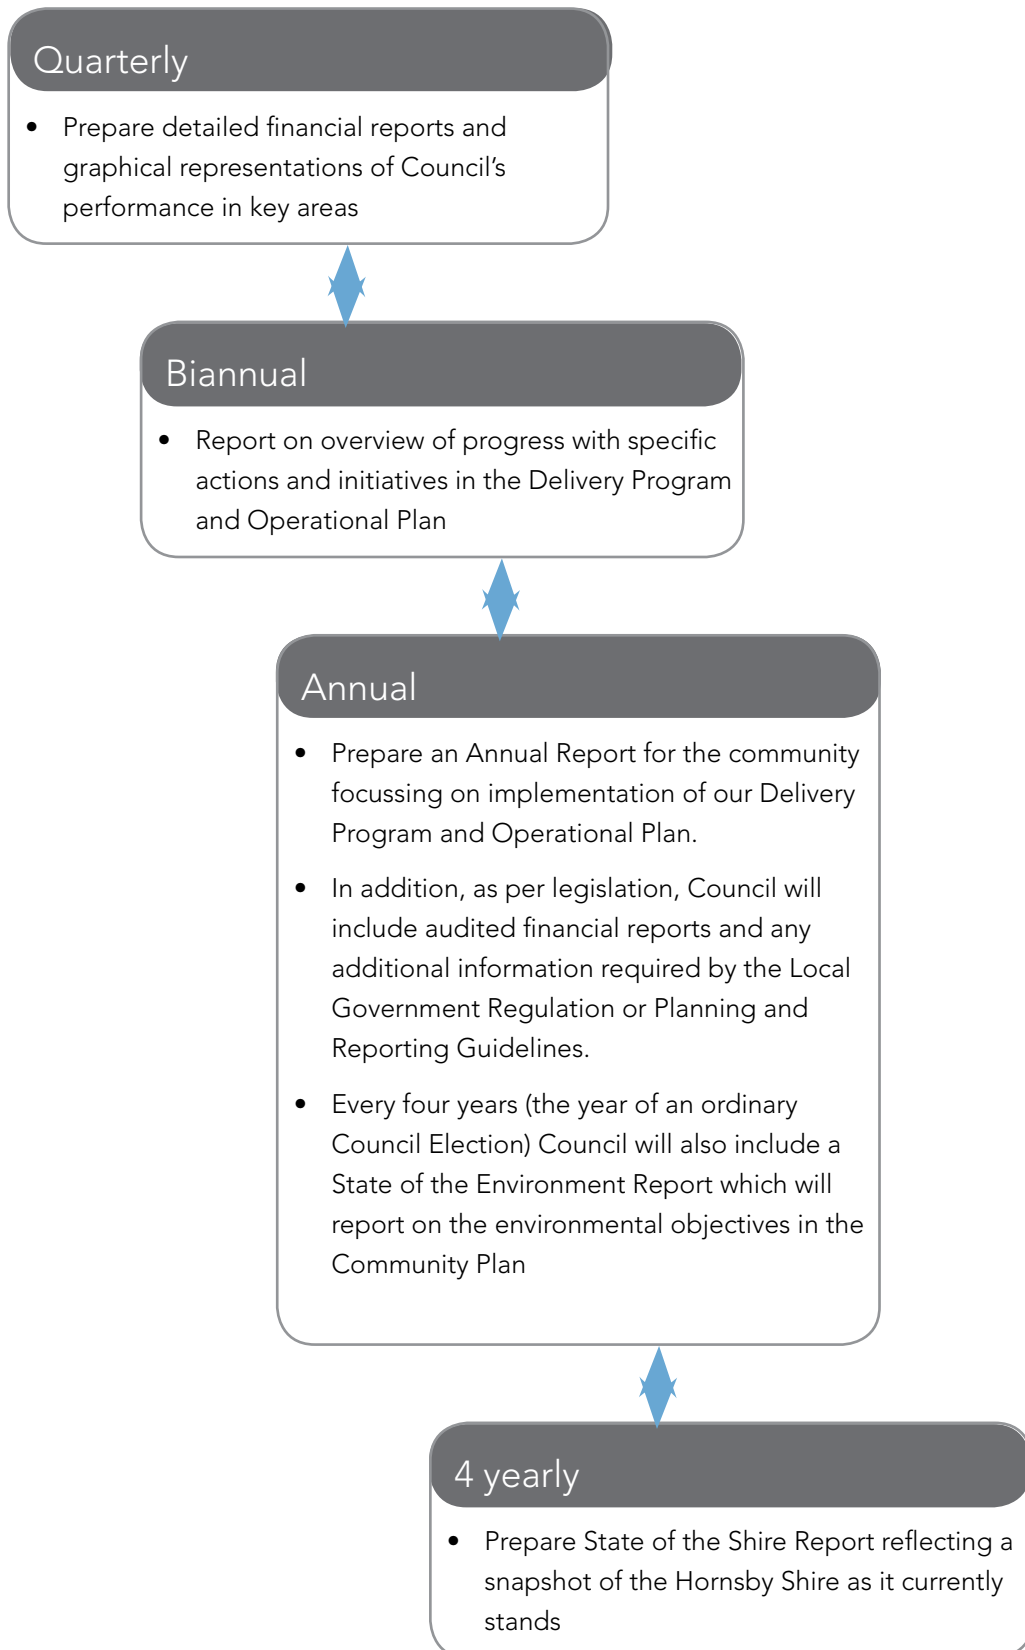 Quarterly
• Prepare detailed financial reports and
graphical representations of Council’s
performance in key areas
Biannual
• Report on overview of progress with specific
actions and initiatives in the Delivery Program
and Operational Plan
Annual
• Prepare an Annual Report for the community
focussing on implementation of our Delivery
Program and Operational Plan.
• In addition, as per legislation, Council will
include audited financial reports and any
additional information required by the Local
Government Regulation or Planning and
Reporting Guidelines.
• Every four years (the year of an ordinary
Council Election) Council will also include a
State of the Environment Report which will
report on the environmental objectives in the
Community Plan
4 yearly
• Prepare State of the Shire Report reflecting a
snapshot of the Hornsby Shire as it currently
stands